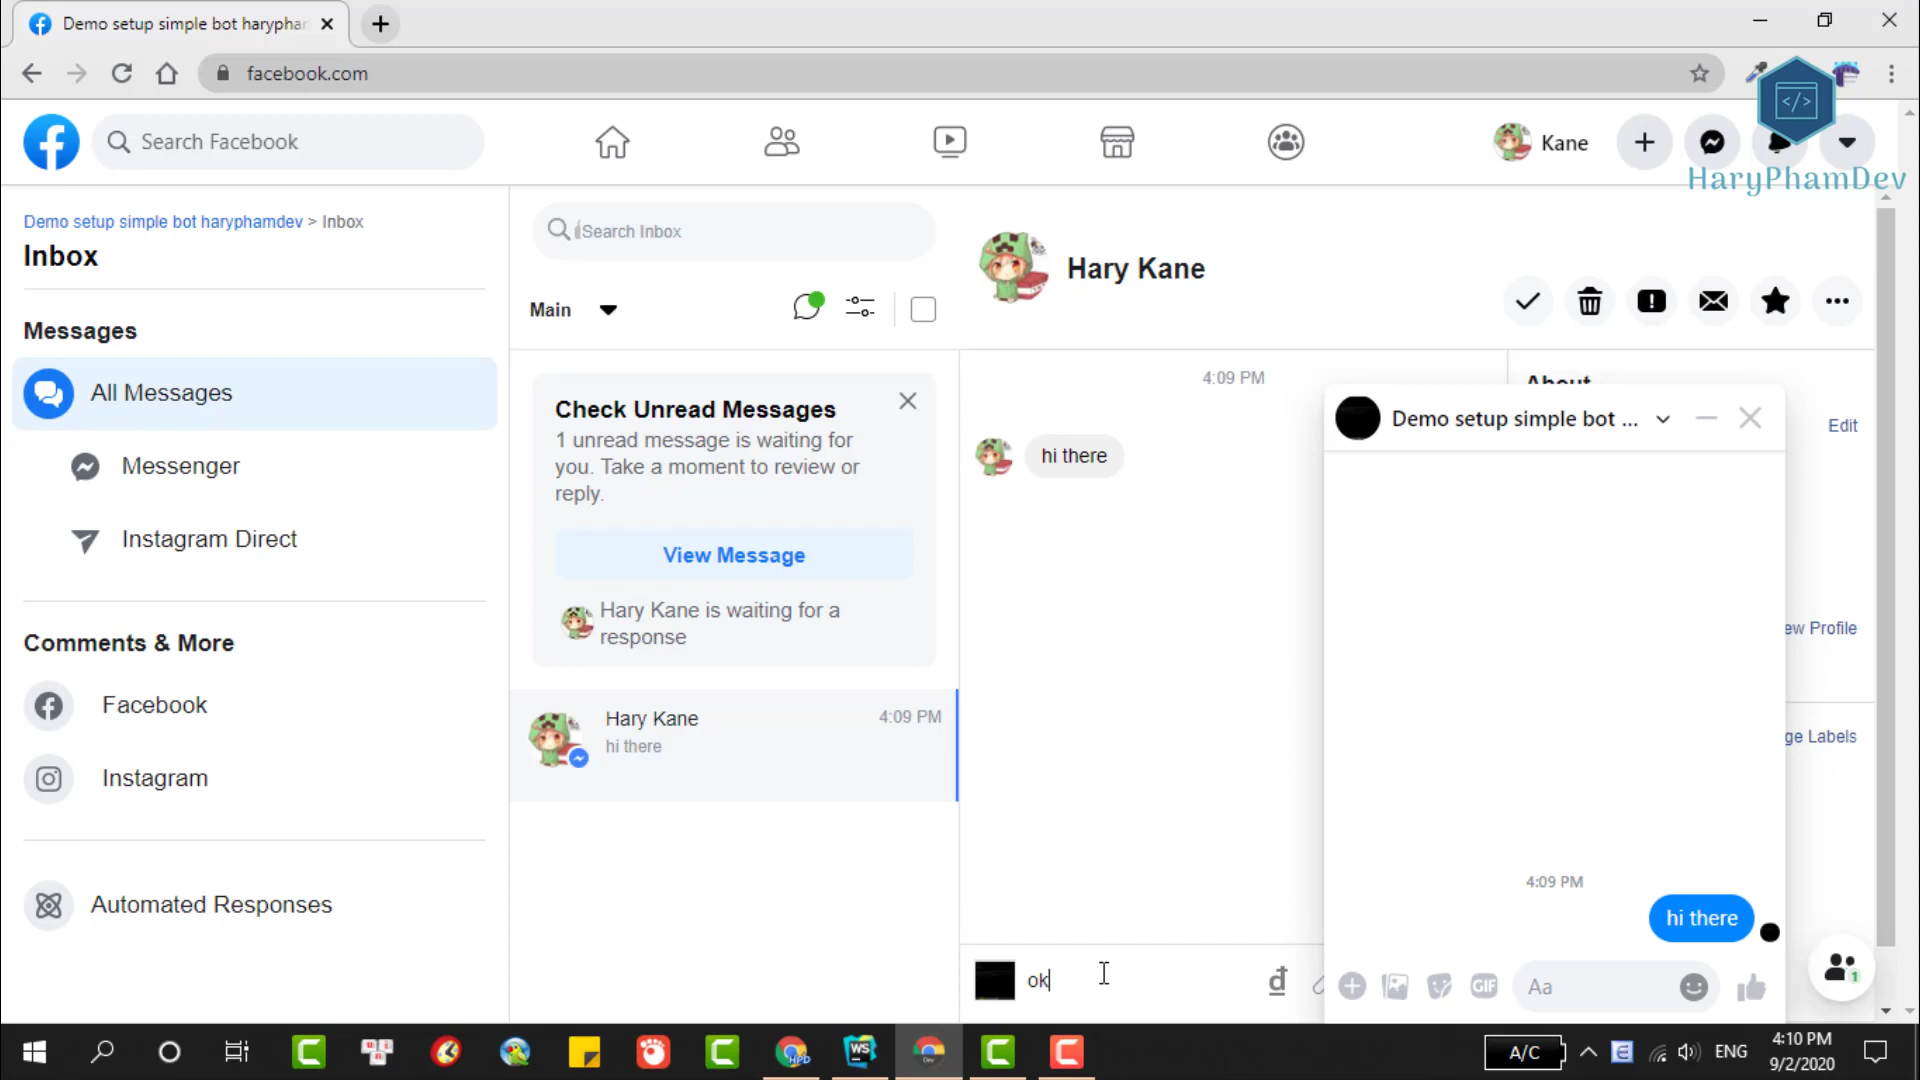 Demo setup simple bot haryphar
facebook.com
</>
HaryPhamDev
Search Facebook
Kane
Demo setup simple bot haryphamdev > Inbox
Inbox
Messages
All Messages
Messenger
Instagram Direct
Comments & More
Facebook
Instagram
Automated Responses
Search Inbox
Main
Check Unread Messages
1 unread message is waiting for
you. Take a moment to review or
reply.
View Message
Hary Kane is waiting for a
response
Hary Kane
4:09 PM
hi there
Hary Kane
4:09 PM
hi there
ok
đ
About
Edit
ew Profile
ge Labels
Demo setup simple bot ...
4:09 PM
hi there
GIF
Aa
1
WS
HPD
Dev
A/C
ENG
4:10 PM
9/2/2020